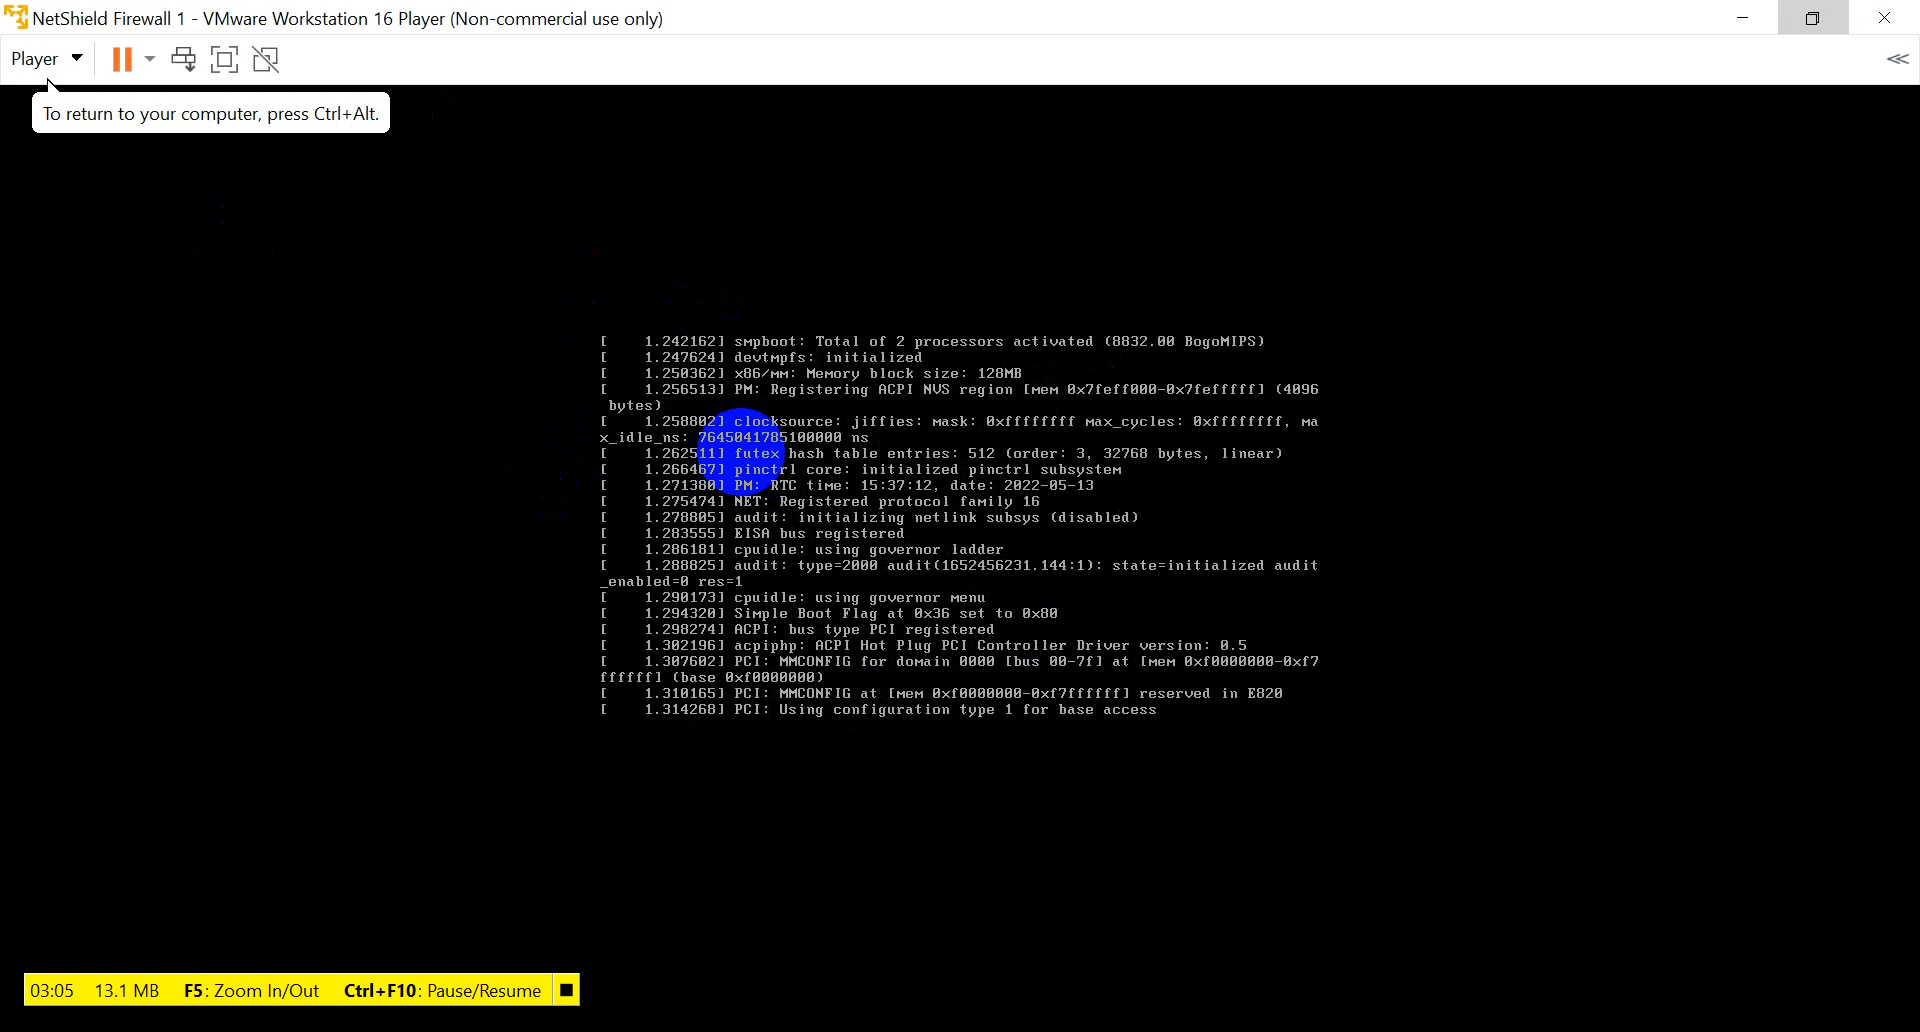 NetShield Firewall 1 - VMware Workstation 16 Player (Non-commercial use only)
Player
To return to your computer, press Ctrl+Alt.
[    1.242162] smpboot: Total of 2 processors activated (8832.00 BogoMIPS)
[    1.247624] devtmpfs: initialized
[    1.250362] x86/mm: Memory block size: 128MB
[    1.256513] PM: Registering ACPI NVS region [mem 0x7feff000-0x7fefffff] (4096
 bytes)
[    1.258802] clocksource: jiffies: mask: 0xffffffff max_cycles: 0xffffffff, ma
x_idle_ns: 7645041785100000 ns
[    1.262511] futex hash table entries: 512 (order: 3, 32768 bytes, linear)
[    1.266467] pinctrl core: initialized pinctrl subsystem
[    1.271380] PM: RTC time: 15:37:12, date: 2022-05-13
[    1.275474] NET: Registered protocol family 16
[    1.278805] audit: initializing netlink subsys (disabled)
[    1.283555] EISA bus registered
[    1.286181] cpuidle: using governor ladder
[    1.288825] audit: type=2000 audit(1652456231.144:1): state=initialized audit
_enabled=0 res=1
[    1.290173] cpuidle: using governor menu
[    1.294320] Simple Boot Flag at 0x36 set to 0x80
[    1.298274] ACPI: bus type PCI registered
[    1.302196] acpiphp: ACPI Hot Plug PCI Controller Driver version: 0.5
[    1.307602] PCI: MMCONFIG for domain 0000 [bus 00-7f] at [mem 0xf0000000-0xf7
ffffff] (base 0xf0000000)
[    1.310165] PCI: MMCONFIG at [mem 0xf0000000-0xf7ffffff] reserved in E820
[    1.314268] PCI: Using configuration type 1 for base access
03:05 13.1 MB F5: Zoom In/Out Ctrl+F10: Pause/Resume